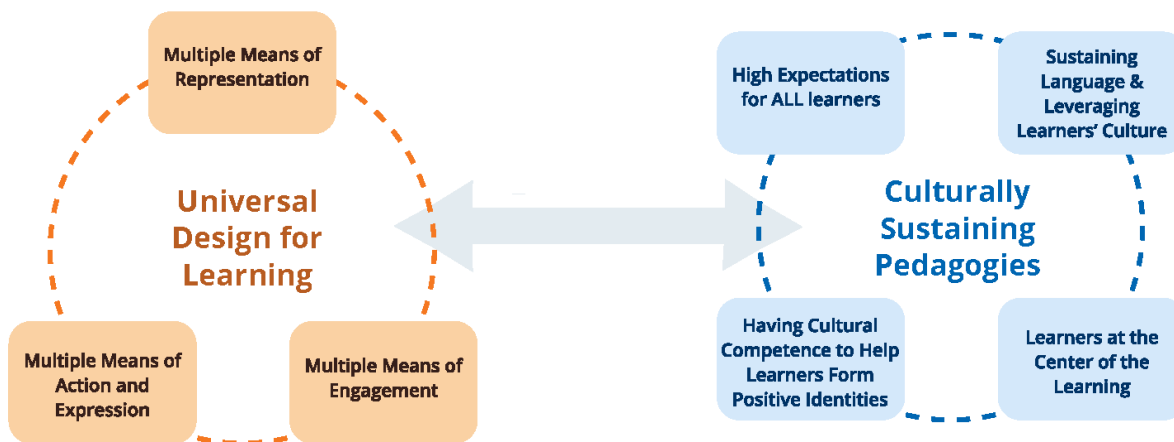 Multiple Means of
Representation
Universal
Design for
Learning
Multiple Means of
Action and
Expression
Multiple Means of
Engagement
High Expectations
for ALL learners
Sustaining
Language &
Leveraging
Learners’ Culture
Culturally
Sustaining
Pedagogies
Having Cultural
Competence to Help
Learners Form
Positive Identities
Learners at the
Center of the
Learning